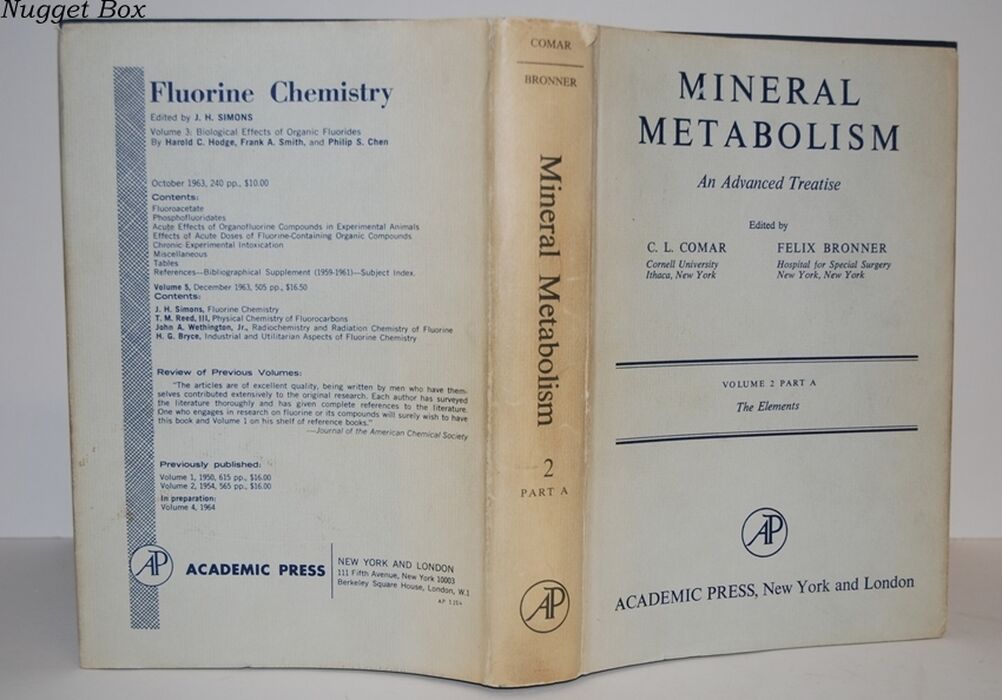 Nugget Box
Fluorine Chemistry
Edited by J. H. SIMONS
Volume 3: Biological Effects of Organic Fluorides
By Harold C. Hodge, Frank A. Smith, and Philip S. Chen
October 1963, 240 pp., $10.00
Contents:
Fluoroacetate
Phosphofluoridates
Acute Effects of Organofluorine Compounds in Experimental Animals
Effects of Acute Doses of Fluorine-Containing Organic Compounds
Chronic Experimental Intoxication
Miscellaneous
Tables
References—Bibliographical Supplement (1959-1961)—Subject Index.
Volume 5, December 1963, 505 pp., $16.50
Contents:
J. H. Simons, Fluorine Chemistry
T. M. Reed, III, Physical Chemistry of Fluorocarbons
John A. Wethington, Jr., Radiochemistry and Radiation Chemistry of Fluorine
H. G. Bryce, Industrial and Utilitarian Aspects of Fluorine Chemistry
Review of Previous Volumes:
"The articles are of excellent quality, being written by men who have them-
selves contributed extensively to the original research. Each author has surveyed
the literature thoroughly and has given complete references to the literature.
One who engages in research on fluorine or its compounds will surely wish to have
this book and Volume 1 on his shelf of reference books."
—Journal of the American Chemical Society
Previously published:
Volume 1, 1950, 615 pp., $16.00
Volume 2, 1954, 565 pp., $16.00
In preparation:
Volume 4, 1964
AP
ACADEMIC PRESS
NEW YORK AND LONDON
111 Fifth Avenue, New York 10003
Berkeley Square House, London, W.1
COMAR
BRONNER
Mineral Metabolism
2
PART A
AP
MINERAL
METABOLISM
An Advanced Treatise
Edited by
C. L. COMAR FELIX BRONNER
Cornell University Hospital for Special Surgery
Ithaca, New York New York, New York
VOLUME 2 PART A
The Elements
AP
ACADEMIC PRESS, New York and London